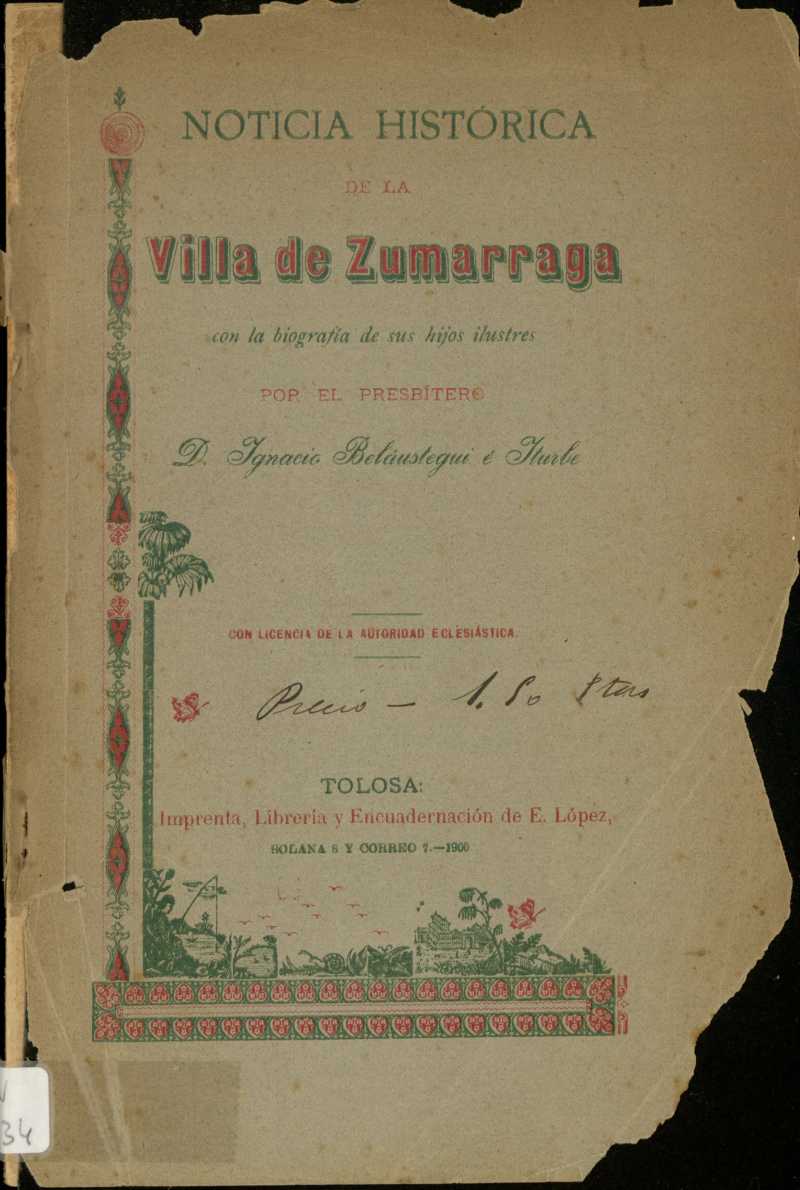 NOTICIA HISTÓRICA
DE LA
Villa de Zumarraga
con la biografía de sus hijos ilustres
POR EL PRESBÍTERO
D. Ignacio Beláustegui é Iturbe
CON LICENCIA DE LA AUTORIDAD ECLESIÁSTICA.
Precio — 1.50 Ptas
TOLOSA:
Imprenta, Librería y Encuadernación de E. López,
SOLANA 8 Y CORREO 7.—1900
34